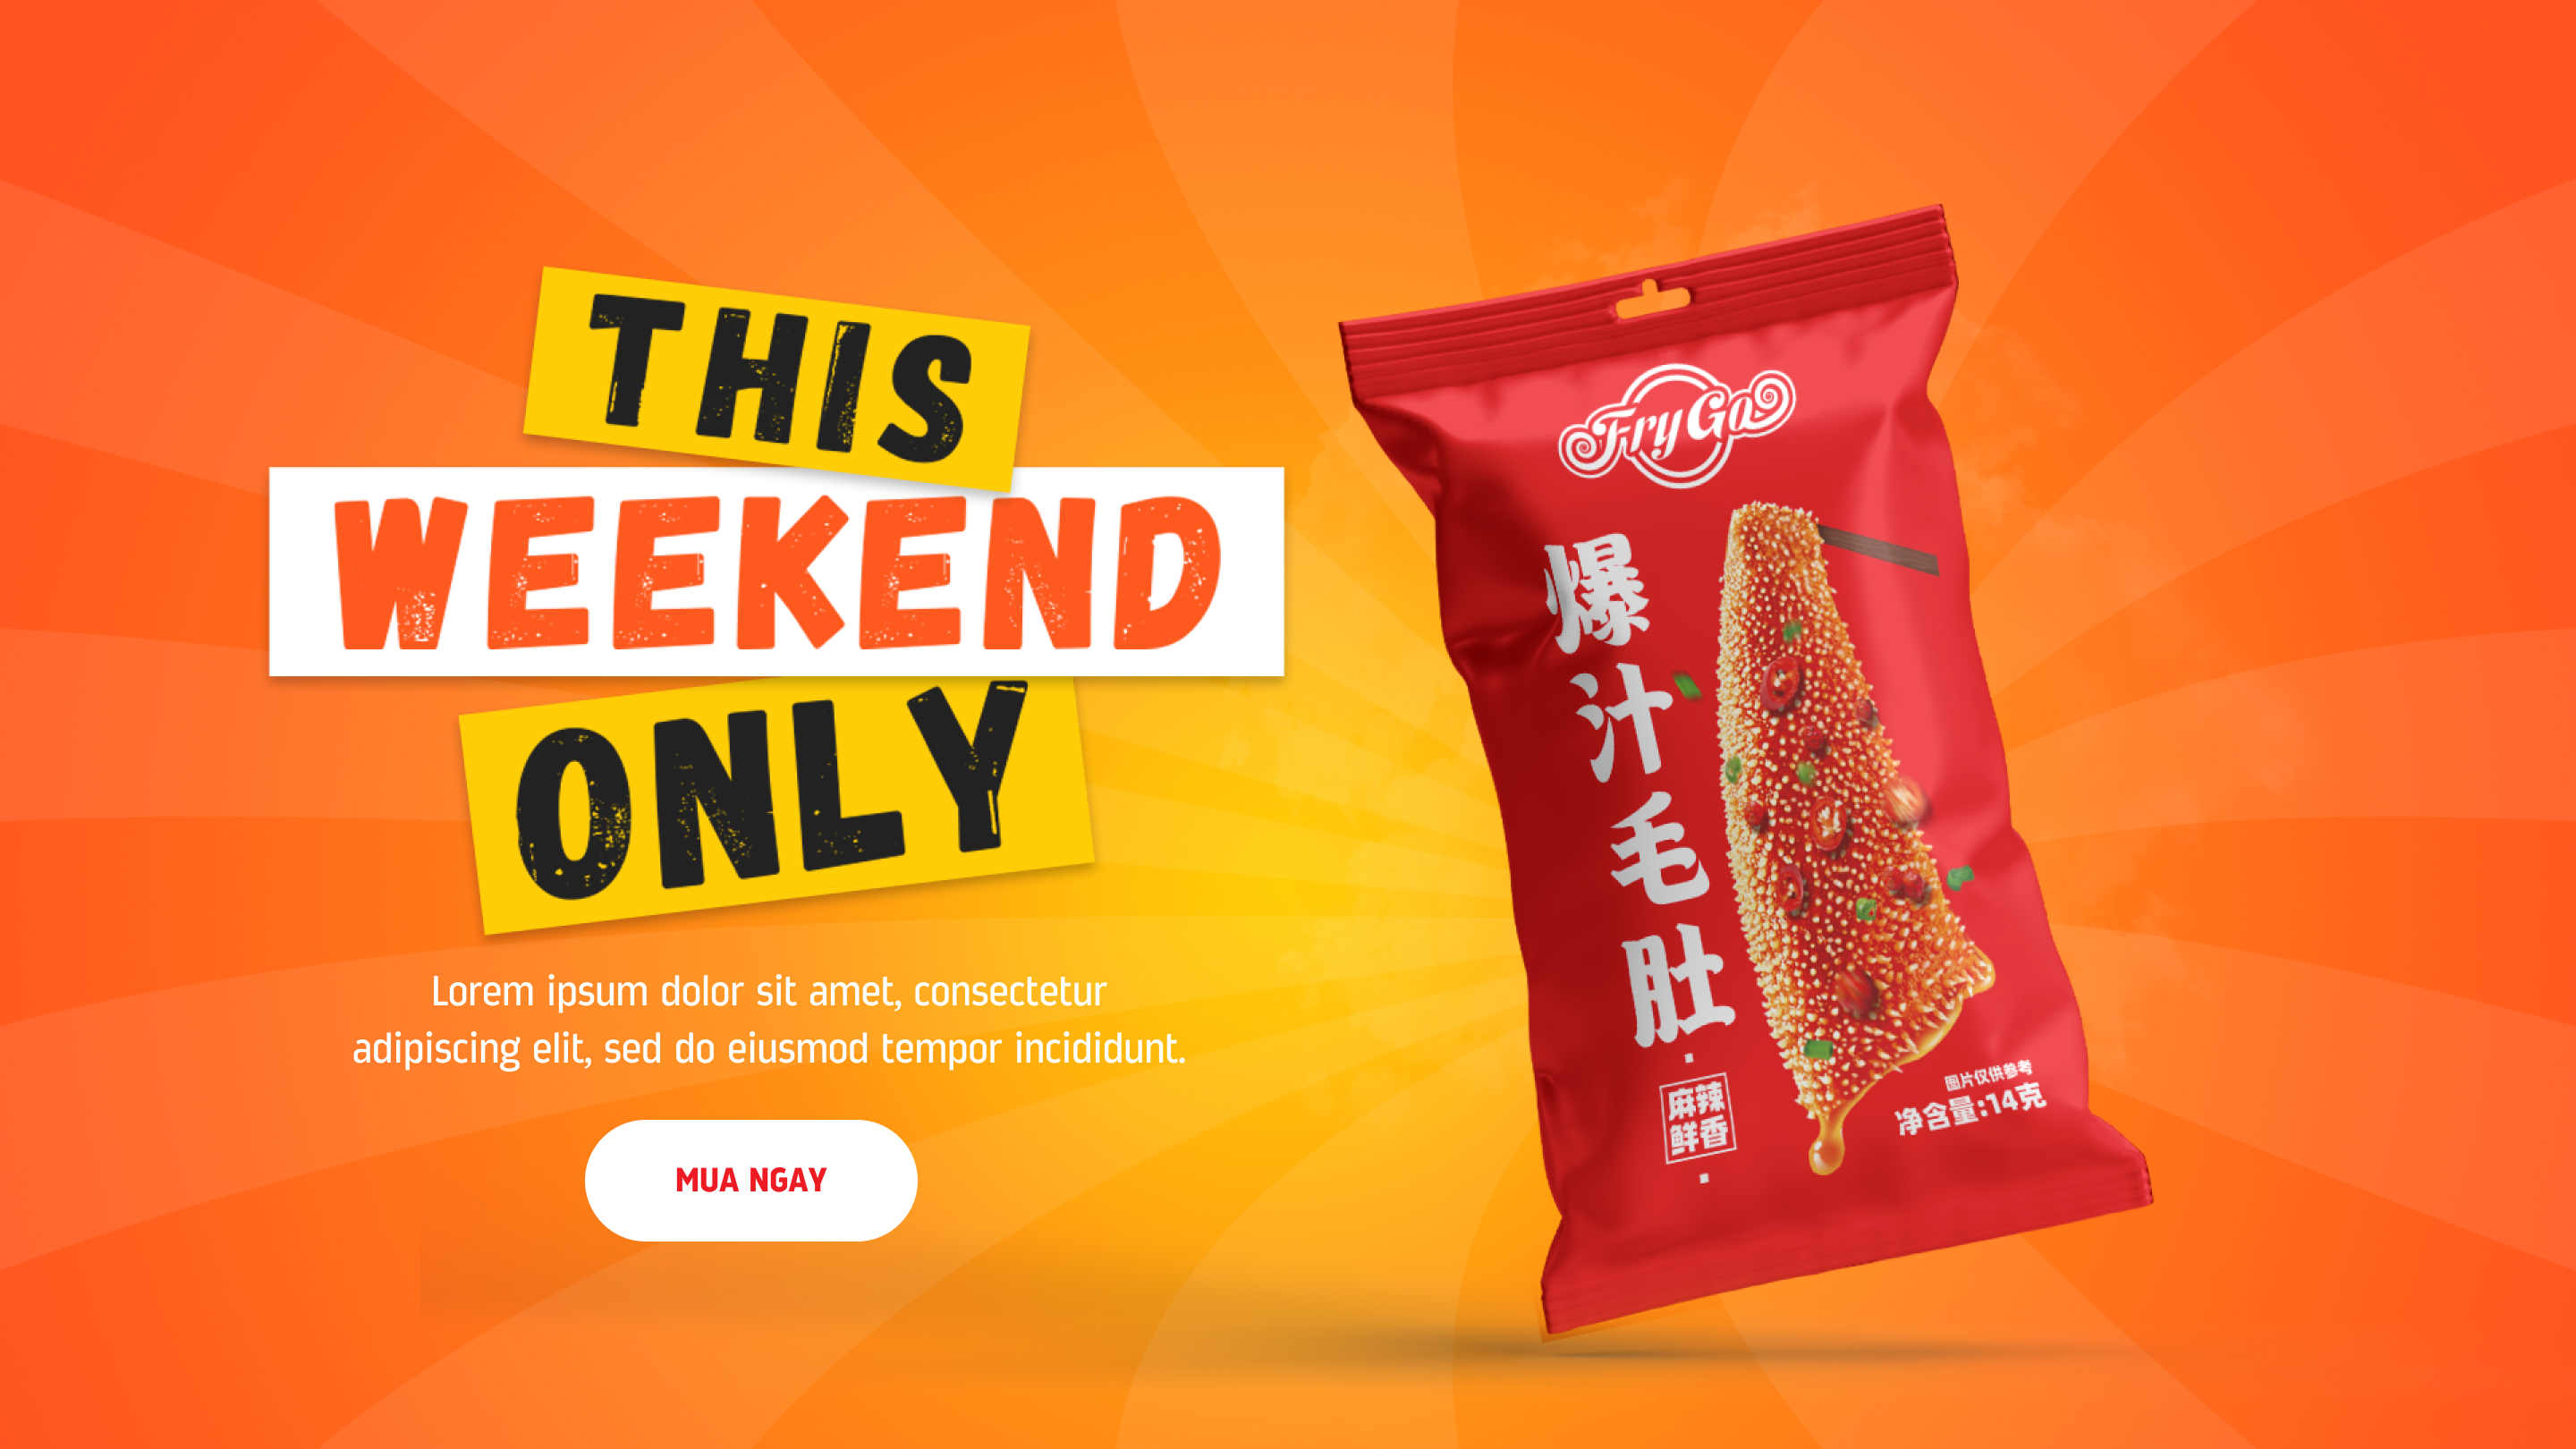 THIS
WEEKEND
ONLY
Lorem ipsum dolor sit amet, consectetur
adipiscing elit, sed do eiusmod tempor incididunt.
MUA NGAY
Fry Go
爆汁毛肚
麻辣
鲜香
图片仅供参考
净含量:14克